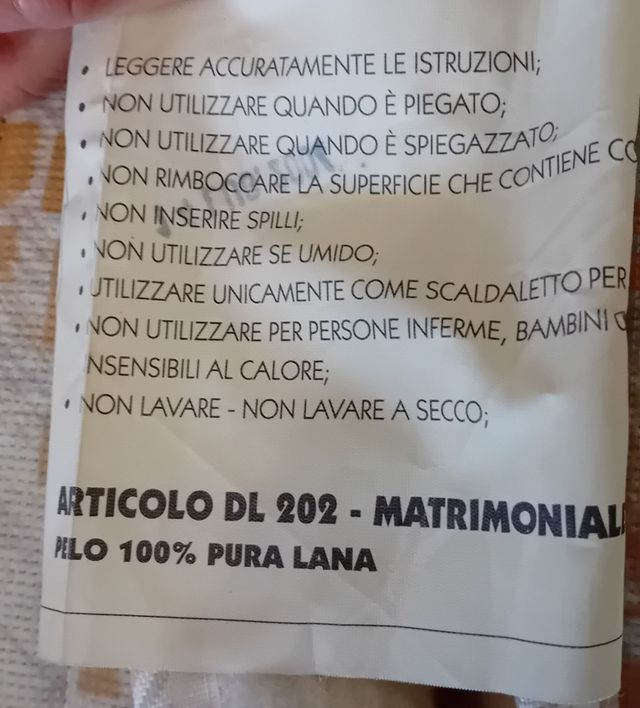 • LEGGERE ACCURATAMENTE LE ISTRUZIONI;
• NON UTILIZZARE QUANDO È PIEGATO;
• NON UTILIZZARE QUANDO È SPIEGAZZATO;
• NON RIMBOCCARE LA SUPERFICIE CHE CONTIENE CO
• NON INSERIRE SPILLI;
• NON UTILIZZARE SE UMIDO;
• UTILIZZARE UNICAMENTE COME SCALDALETTO PER
• NON UTILIZZARE PER PERSONE INFERME, BAMBINI O
NSENSIBILI AL CALORE;
• NON LAVARE - NON LAVARE A SECCO;
ARTICOLO DL 202 - MATRIMONIALE
PELO 100% PURA LANA